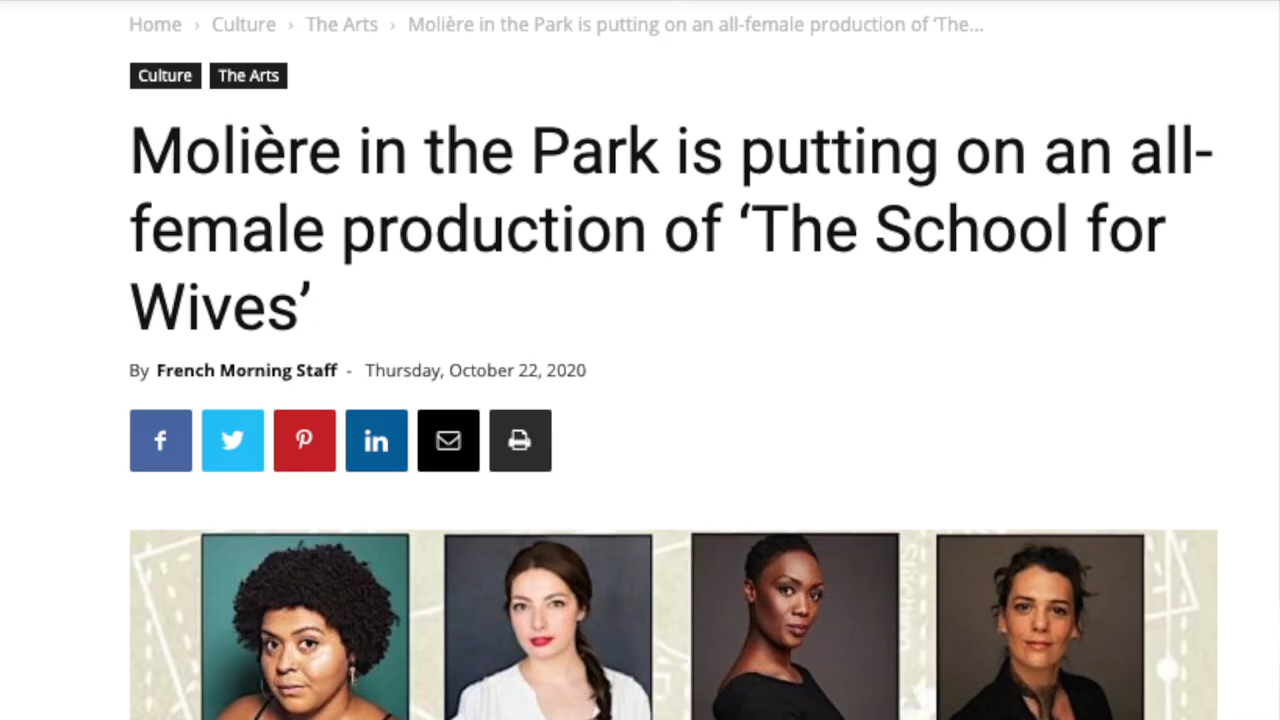 Home › Culture › The Arts › Molière in the Park is putting on an all-female production of ‘The...
Culture The Arts
Molière in the Park is putting on an all-
female production of ‘The School for
Wives’
By French Morning Staff - Thursday, October 22, 2020